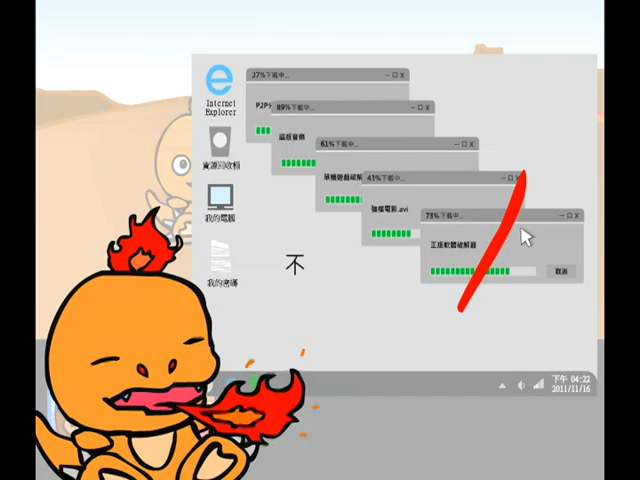 Internet
Explorer
資源回收桶
我的電腦
我的密碼
37%下載中...
P2P
89%下載中...
盜版音樂
61%下載中...
單機遊戲破解
43%下載中...
強檔電影.avi
73%下載中...
正版軟體破解器
取消
不
下午 04:22
2011/11/16